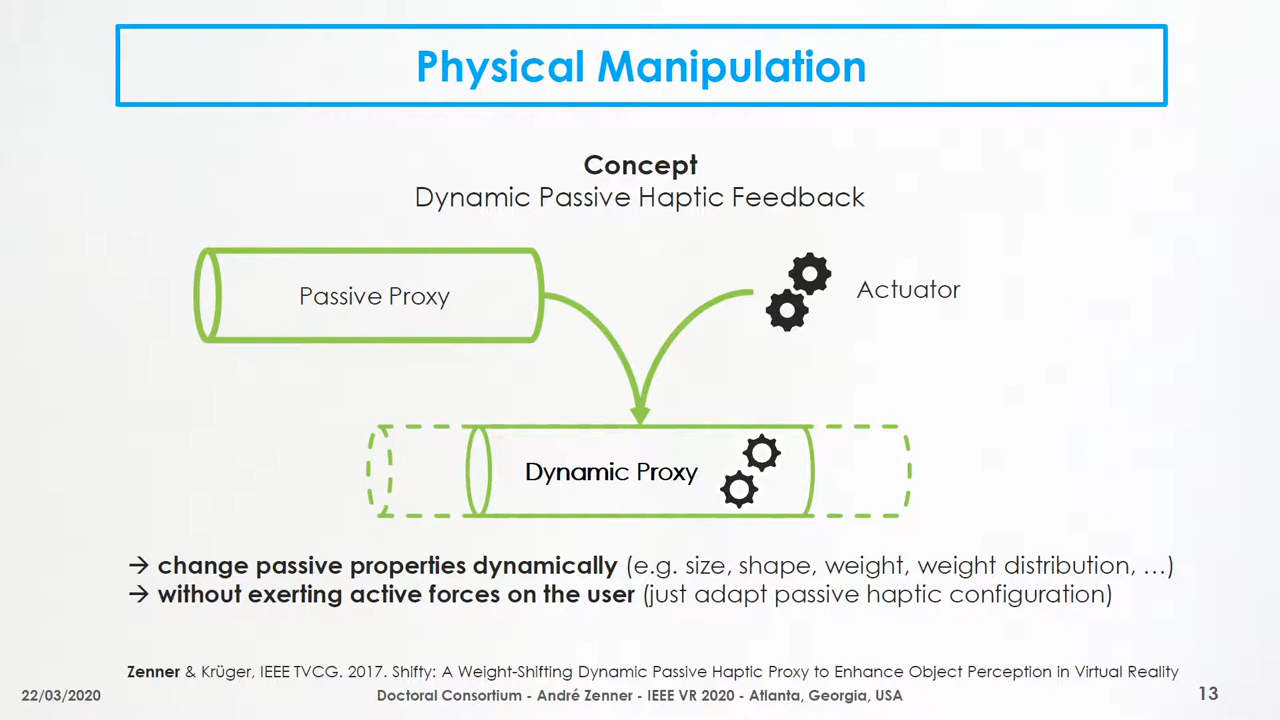 Physical Manipulation
Concept
Dynamic Passive Haptic Feedback
Passive Proxy
Actuator
Dynamic Proxy
→ change passive properties dynamically (e.g. size, shape, weight, weight distribution, …)
→ without exerting active forces on the user (just adapt passive haptic configuration)
Zenner & Krüger, IEEE TVCG. 2017. Shifty: A Weight-Shifting Dynamic Passive Haptic Proxy to Enhance Object Perception in Virtual Reality
22/03/2020 Doctoral Consortium - André Zenner - IEEE VR 2020 - Atlanta, Georgia, USA 13